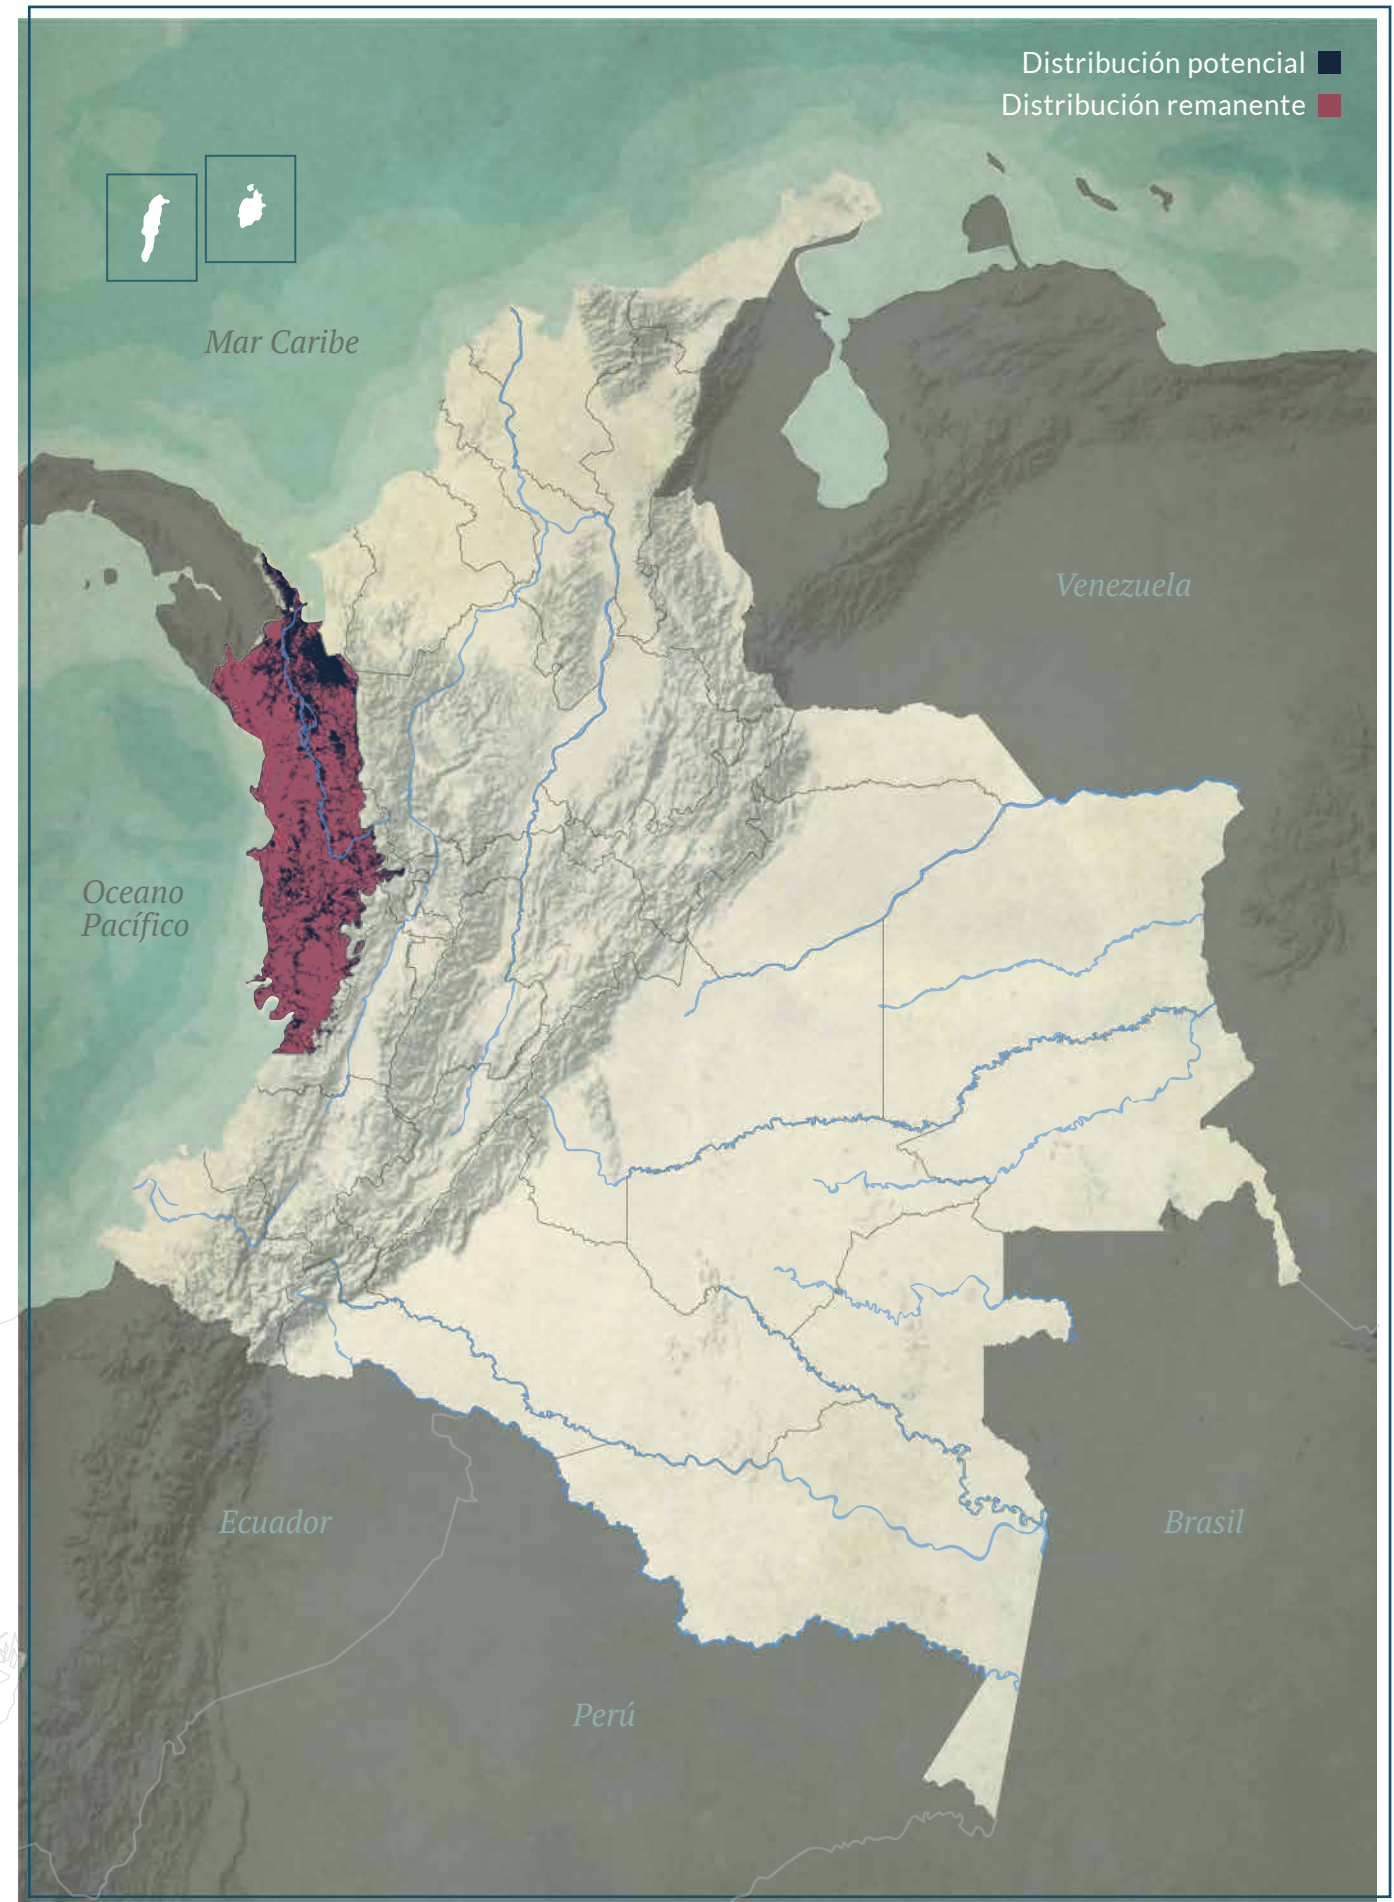 Distribución potencial
Distribución remanente
Mar Caribe
Venezuela
Oceano
Pacífico
Ecuador
Brasil
Perú